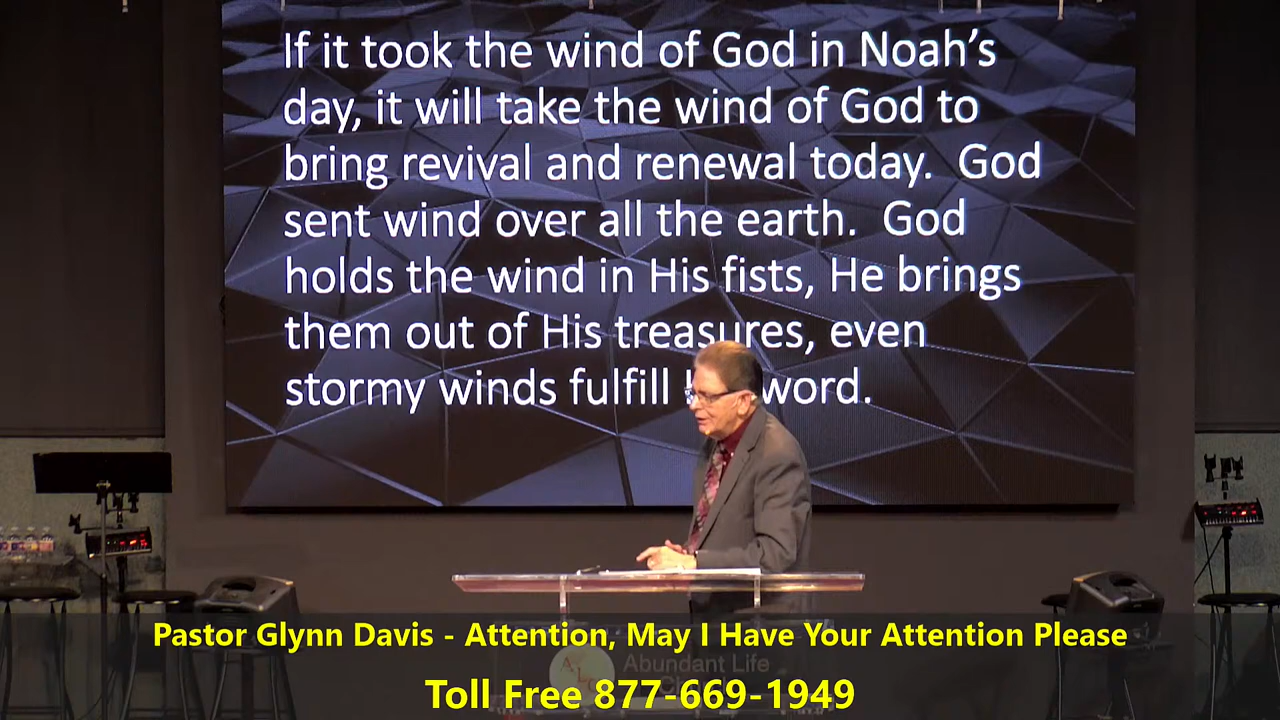 If it took the wind of God in Noah's
day, it will take the wind of God to
bring revival and renewal today.  God
sent wind over all the earth.  God
holds the wind in His fists, He brings
them out of His treasures, even
stormy winds fulfill word.
Pastor Glynn Davis - Attention, May I Have Your Attention Please
Abundant Life
Toll Free 877-669-1949